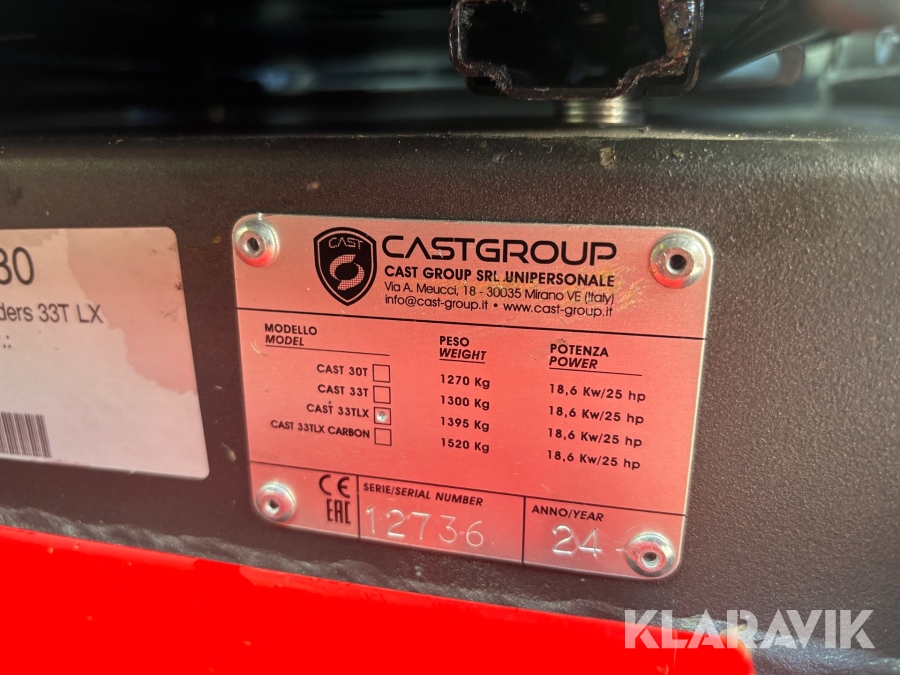 30
ders 33T LX
CAST
CASTGROUP
CAST GROUP SRL UNIPERSONALE
Via A. Meucci, 18 - 30035 Mirano VE (Italy)
info@cast-group.it • www.cast-group.it
MODELLO
MODEL
PESO
WEIGHT
POTENZA
POWER
CAST 30T 1270 Kg 18,6 Kw/25 hp
CAST 33T 1300 Kg 18,6 Kw/25 hp
CAST 33TLX 1395 Kg 18,6 Kw/25 hp
CAST 33TLX CARBON 1520 Kg 18,6 Kw/25 hp
CE
EAC
SERIE/SERIAL NUMBER
12736
ANNO/YEAR
24
KLARAVIK